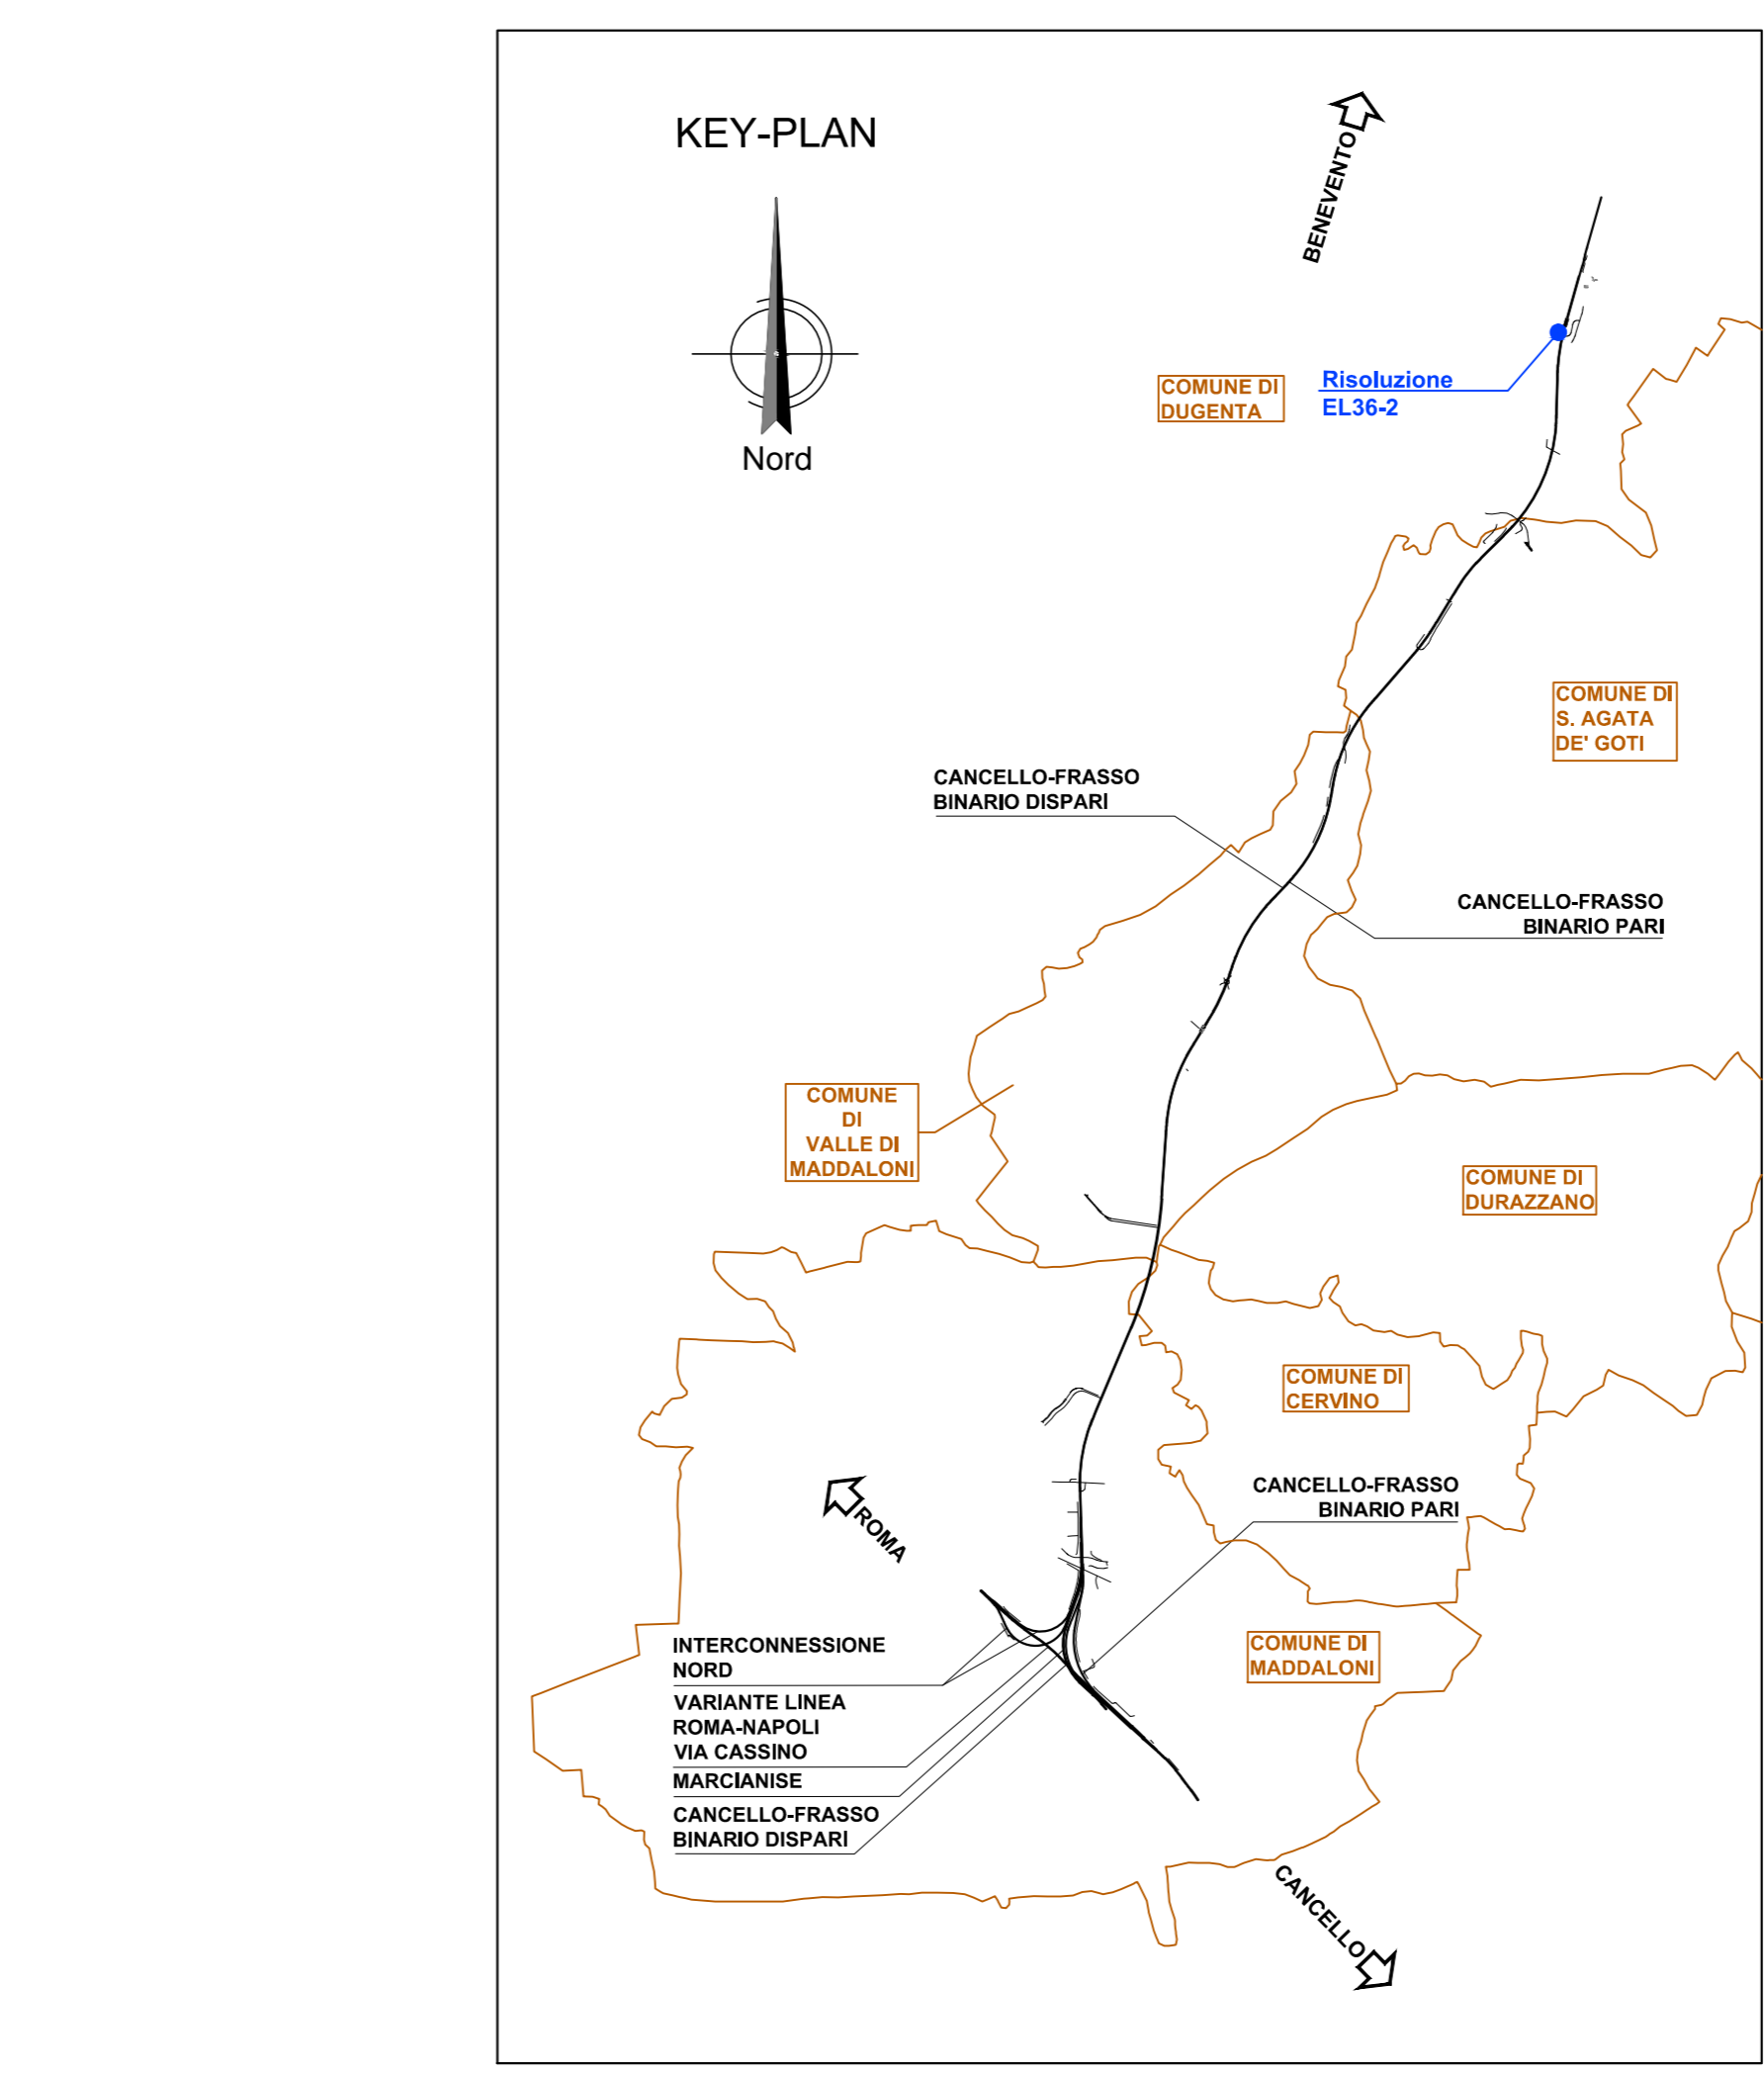 KEY-PLAN
BENEVENTO
Nord
COMUNE DI
DUGENTA
Risoluzione
EL36-2
COMUNE DI
S. AGATA
DE' GOTI
CANCELLO-FRASSO
BINARIO DISPARI
CANCELLO-FRASSO
BINARIO PARI
COMUNE
DI
VALLE DI
MADDALONI
COMUNE DI
DURAZZANO
COMUNE DI
CERVINO
CANCELLO-FRASSO
BINARIO PARI
ROMA
INTERCONNESSIONE
NORD
COMUNE DI
MADDALONI
VARIANTE LINEA
ROMA-NAPOLI
VIA CASSINO
MARCIANISE
CANCELLO-FRASSO
BINARIO DISPARI
CANCELLO